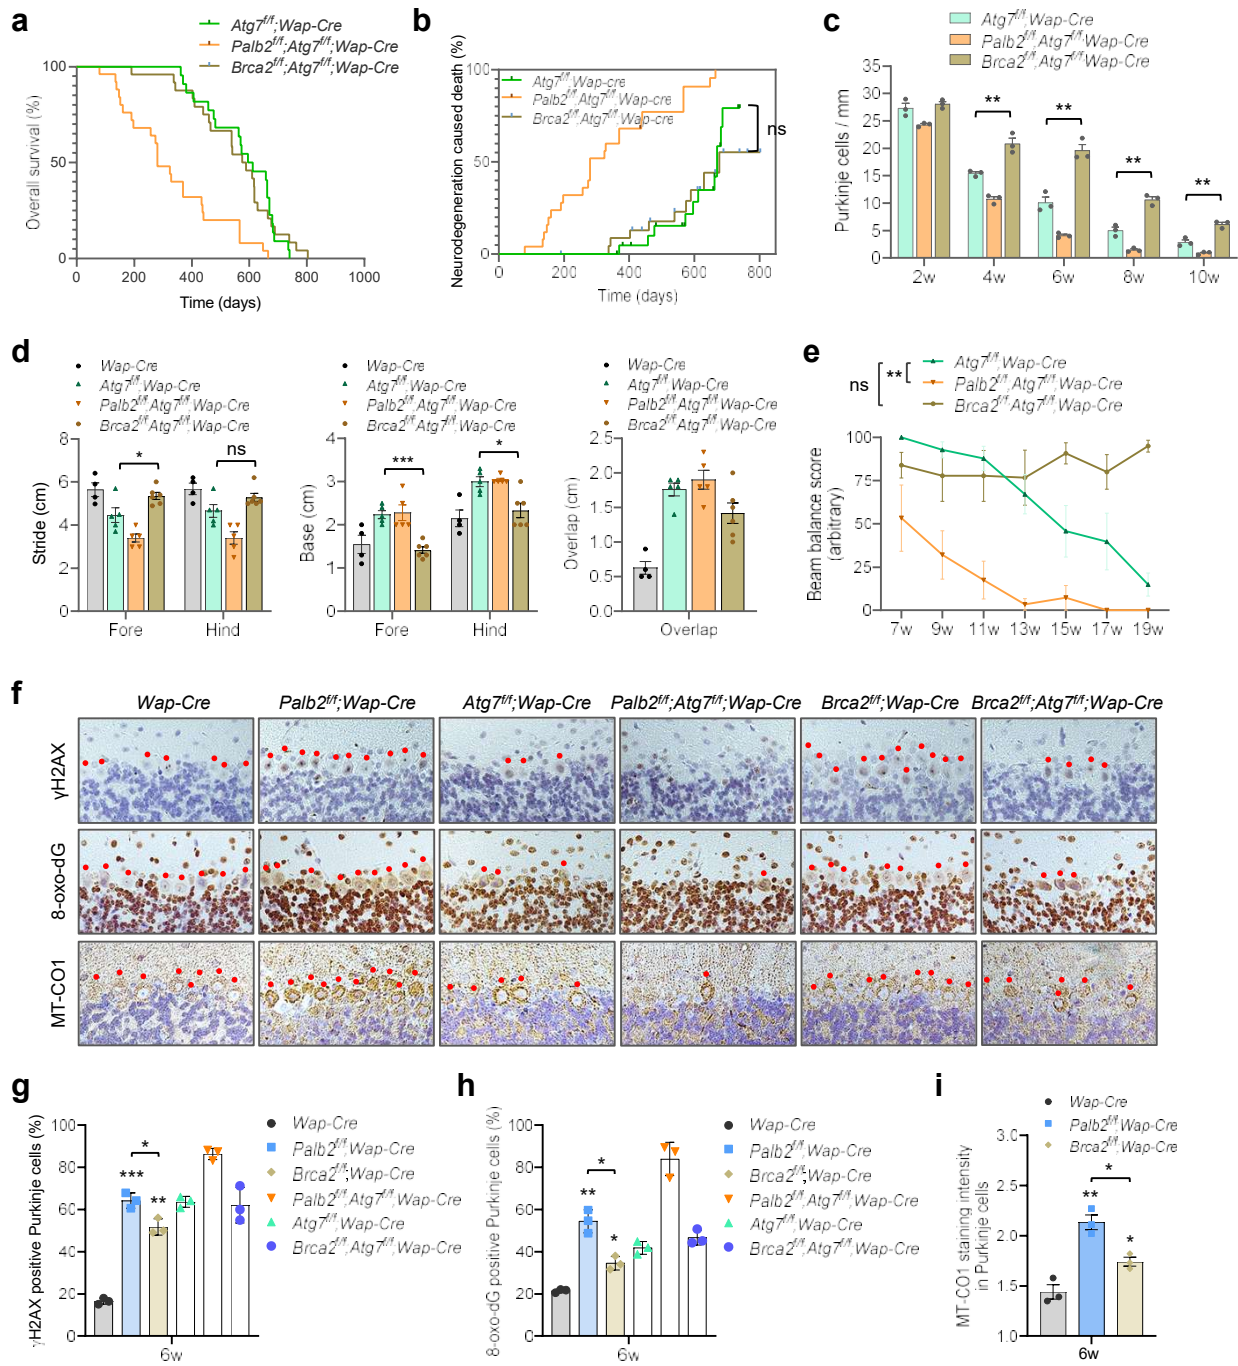 a
Atg7f/f;Wap-Cre
Palb2f/f;Atg7f/f;Wap-Cre
Brca2f/f;Atg7f/f;Wap-Cre
Overall survival (%)
100
50
0
0 200 400 600 800 1000
Time (days)
b
Neurodegeneration caused death (%)
Atg7f/f;Wap-cre
Palb2f/f;Atg7f/f;Wap-cre
Brca2f/f;Atg7f/f;Wap-cre
100
50
0
ns
0 200 400 600 800
Time (days)
c
Atg7f/f;Wap-Cre
Palb2f/f;Atg7f/f;Wap-Cre
Brca2f/f;Atg7f/f;Wap-Cre
Purkinje cells / mm
35
30
25
20
15
10
5
0
** ** ** **
2w 4w 6w 8w 10w
d
Wap-Cre
Atg7f/f;Wap-Cre
Palb2f/f;Atg7f/f;Wap-Cre
Brca2f/f;Atg7f/f;Wap-Cre
Stride (cm)
8
6
4
2
0
* ns
Fore Hind
Wap-Cre
Atg7f/f;Wap-Cre
Palb2f/f;Atg7f/f;Wap-Cre
Brca2f/f;Atg7f/f;Wap-Cre
Base (cm)
4
3
2
1
0
*** *
Fore Hind
Wap-Cre
Atg7f/f;Wap-Cre
Palb2f/f;Atg7f/f;Wap-Cre
Brca2f/f;Atg7f/f;Wap-Cre
Overlap (cm)
2.5
2.0
1.5
1.0
0.5
0.0
Overlap
e
ns **
Atg7f/f;Wap-Cre
Palb2f/f;Atg7f/f;Wap-Cre
Brca2f/f;Atg7f/f;Wap-Cre
Beam balance score
(arbitrary)
100
75
50
25
0
7w 9w 11w 13w 15w 17w 19w
f
Wap-Cre Palb2f/f;Wap-Cre Atg7f/f;Wap-Cre Palb2f/f;Atg7f/f;Wap-Cre Brca2f/f;Wap-Cre Brca2f/f;Atg7f/f;Wap-Cre
γH2AX
8-oxo-dG
MT-CO1
g
γH2AX positive Purkinje cells (%)
100
80
60
40
20
0
*** * **
6w
Wap-Cre
Palb2f/f;Wap-Cre
Brca2f/f;Wap-Cre
Palb2f/f;Atg7f/f;Wap-Cre
Atg7f/f;Wap-Cre
Brca2f/f;Atg7f/f;Wap-Cre
h
8-oxo-dG positive Purkinje cells (%)
100
80
60
40
20
0
** * *
6w
Wap-Cre
Palb2f/f;Wap-Cre
Brca2f/f;Wap-Cre
Palb2f/f;Atg7f/f;Wap-Cre
Atg7f/f;Wap-Cre
Brca2f/f;Atg7f/f;Wap-Cre
i
Wap-Cre
Palb2f/f;Wap-Cre
Brca2f/f;Wap-Cre
MT-CO1 staining intensity
in Purkinje cells
3.0
2.5
2.0
1.5
1.0
** * *
6w